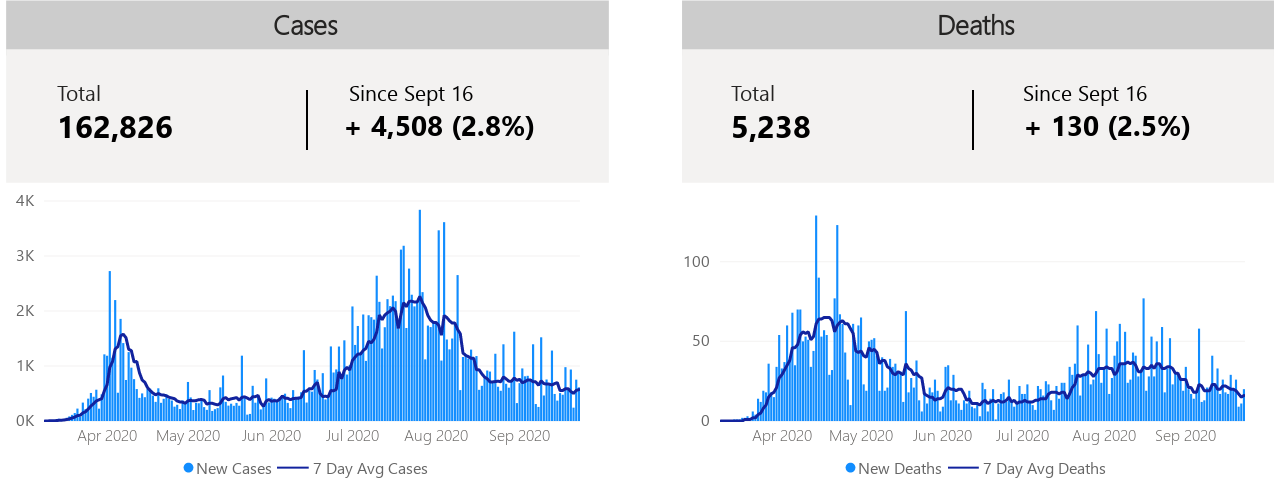 Cases
Total
162,826
Since Sept 16
+ 4,508 (2.8%)
4K
3K
2K
1K
0K
Apr 2020 May 2020 Jun 2020 Jul 2020 Aug 2020 Sep 2020
New Cases 7 Day Avg Cases
Deaths
Total
5,238
Since Sept 16
+ 130 (2.5%)
100
50
0
Apr 2020 May 2020 Jun 2020 Jul 2020 Aug 2020 Sep 2020
New Deaths 7 Day Avg Deaths